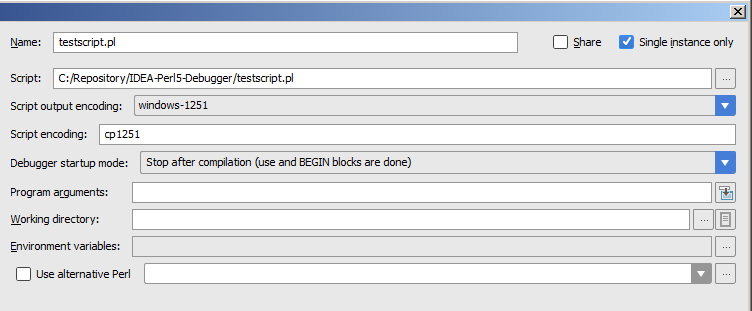 Name: testscript.pl Share Single instance only
Script: C:/Repository/IDEA-Perl5-Debugger/testscript.pl ...
Script output encoding: windows-1251
Script encoding: cp1251
Debugger startup mode: Stop after compilation (use and BEGIN blocks are done)
Program arguments:
Working directory: ...
Environment variables: ...
Use alternative Perl ...